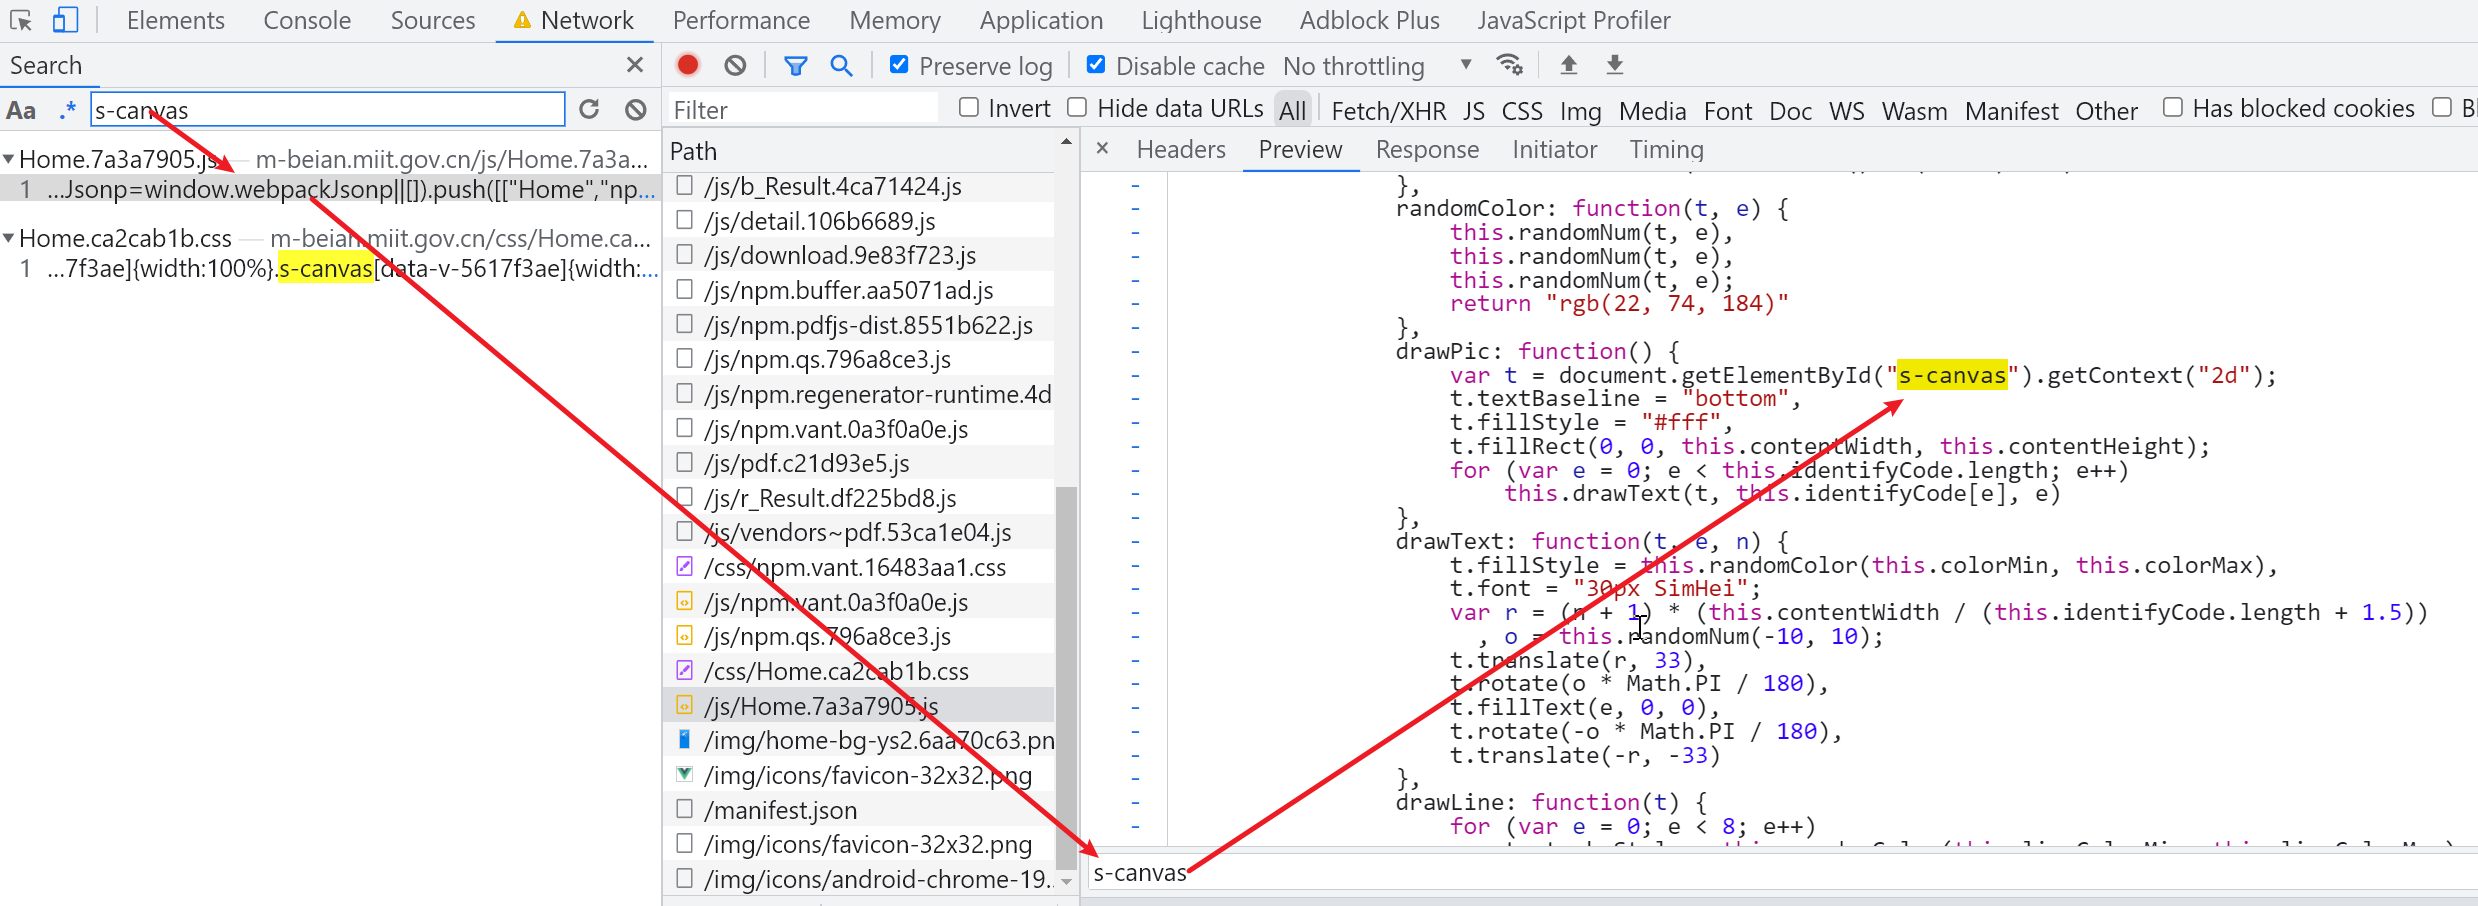 Elements Console Sources Network Performance Memory Application Lighthouse Adblock Plus JavaScript Profiler
Search
Aa .* s-canvas
Home.7a3a7905.js — m-beian.miit.gov.cn/js/Home.7a3a...
1 ...Jsonp=window.webpackJsonp||[]).push([["Home","np...
Home.ca2cab1b.css — m-beian.miit.gov.cn/css/Home.ca...
1 ...7f3ae]{width:100%}.s-canvas[data-v-5617f3ae]{width:...
Preserve log Disable cache No throttling
Filter Invert Hide data URLs All Fetch/XHR JS CSS Img Media Font Doc WS Wasm Manifest Other Has blocked cookies Bl
Path
/js/b_Result.4ca71424.js
/js/detail.106b6689.js
/js/download.9e83f723.js
/js/npm.buffer.aa5071ad.js
/js/npm.pdfjs-dist.8551b622.js
/js/npm.qs.796a8ce3.js
/js/npm.regenerator-runtime.4d
/js/npm.vant.0a3f0a0e.js
/js/pdf.c21d93e5.js
/js/r_Result.df225bd8.js
/js/vendors~pdf.53ca1e04.js
/css/npm.vant.16483aa1.css
/js/npm.vant.0a3f0a0e.js
/js/npm.qs.796a8ce3.js
/css/Home.ca2cab1b.css
/js/Home.7a3a7905.js
/img/home-bg-ys2.6aa70c63.pn
/img/icons/favicon-32x32.png
/manifest.json
/img/icons/favicon-32x32.png
/img/icons/android-chrome-19...
Headers Preview Response Initiator Timing
- },
- randomColor: function(t, e) {
- this.randomNum(t, e),
- this.randomNum(t, e),
- this.randomNum(t, e);
- return "rgb(22, 74, 184)"
- },
- drawPic: function() {
- var t = document.getElementById("s-canvas").getContext("2d");
- t.textBaseline = "bottom",
- t.fillStyle = "#fff",
- t.fillRect(0, 0, this.contentWidth, this.contentHeight);
- for (var e = 0; e < this.identifyCode.length; e++)
- this.drawText(t, this.identifyCode[e], e)
- },
- drawText: function(t, e, n) {
- t.fillStyle = this.randomColor(this.colorMin, this.colorMax),
- t.font = "30px SimHei";
- var r = (n + 1) * (this.contentWidth / (this.identifyCode.length + 1.5))
- , o = this.randomNum(-10, 10);
- t.translate(r, 33),
- t.rotate(o * Math.PI / 180),
- t.fillText(e, 0, 0),
- t.rotate(-o * Math.PI / 180),
- t.translate(-r, -33)
- },
- drawLine: function(t) {
- for (var e = 0; e < 8; e++)
s-canvas